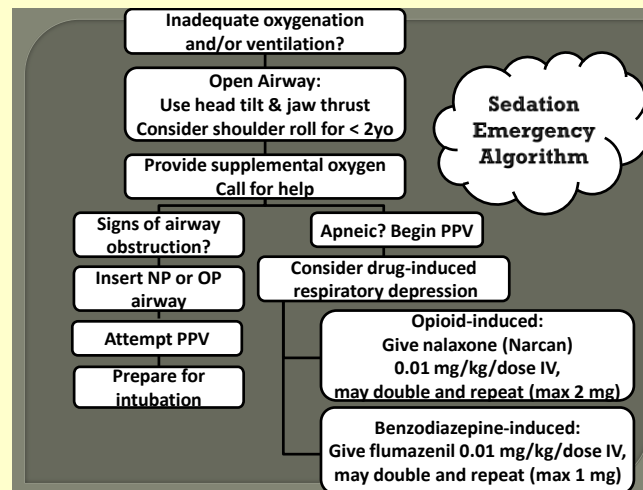 Inadequate oxygenation
and/or ventilation?
Open Airway:
Use head tilt & jaw thrust
Consider shoulder roll for < 2yo
Sedation
Emergency
Algorithm
Provide supplemental oxygen
Call for help
Signs of airway
obstruction?
Insert NP or OP
airway
Attempt PPV
Prepare for
intubation
Apneic? Begin PPV
Consider drug-induced
respiratory depression
Opioid-induced:
Give nalaxone (Narcan)
0.01 mg/kg/dose IV,
may double and repeat (max 2 mg)
Benzodiazepine-induced:
Give flumazenil 0.01 mg/kg/dose IV,
may double and repeat (max 1 mg)